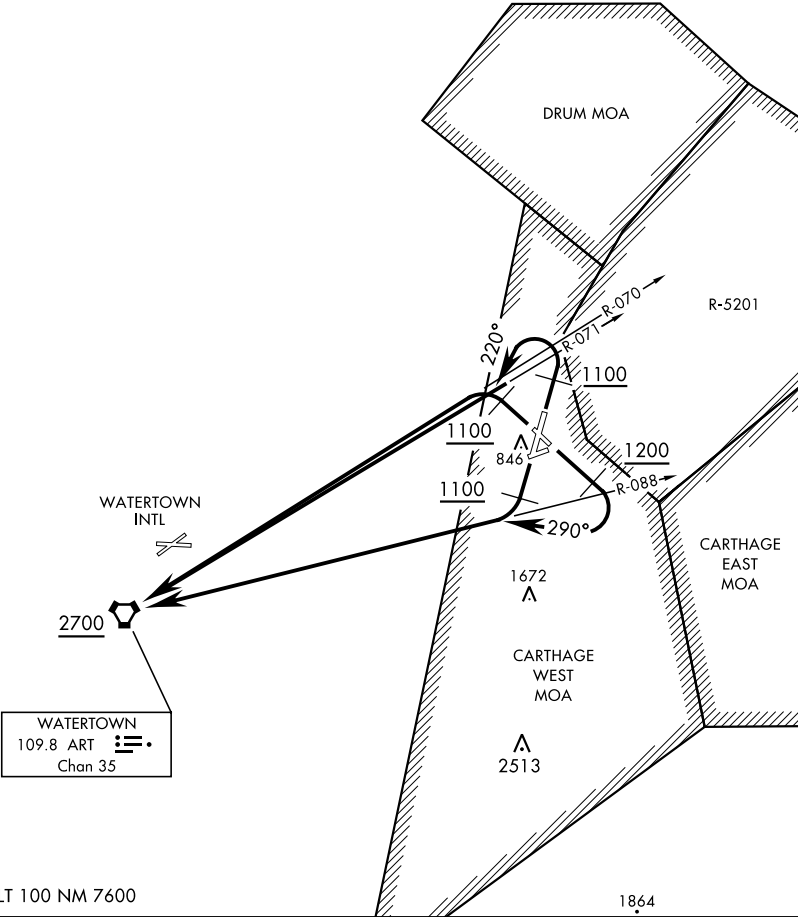 DRUM MOA
R-5201
R-070
R-071
220°
1100
1100
846
1200
1100
R-088
290°
WATERTOWN
INTL
CARTHAGE
EAST
MOA
1672
2700
CARTHAGE
WEST
MOA
WATERTOWN
109.8 ART
Chan 35
2513
LT 100 NM 7600
1864